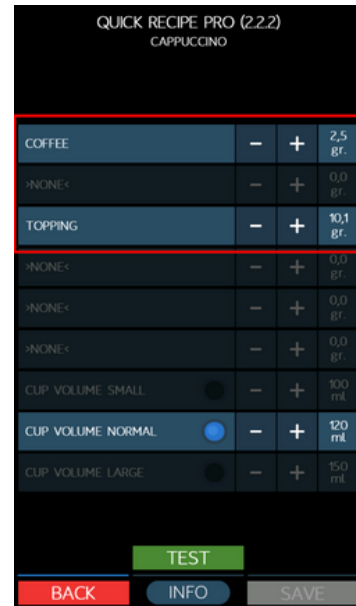 QUICK RECIPE PRO (2.2.2)
CAPPUCCINO
COFFEE - + 2,5 gr.
>NONE< - + 0,0 gr.
TOPPING - + 10,1 gr.
>NONE< - + 0,0 gr.
>NONE< - + 0,0 gr.
>NONE< - + 0,0 gr.
CUP VOLUME SMALL - + 100 ml
CUP VOLUME NORMAL - + 120 ml
CUP VOLUME LARGE - + 150 ml
TEST
BACK INFO SAVE